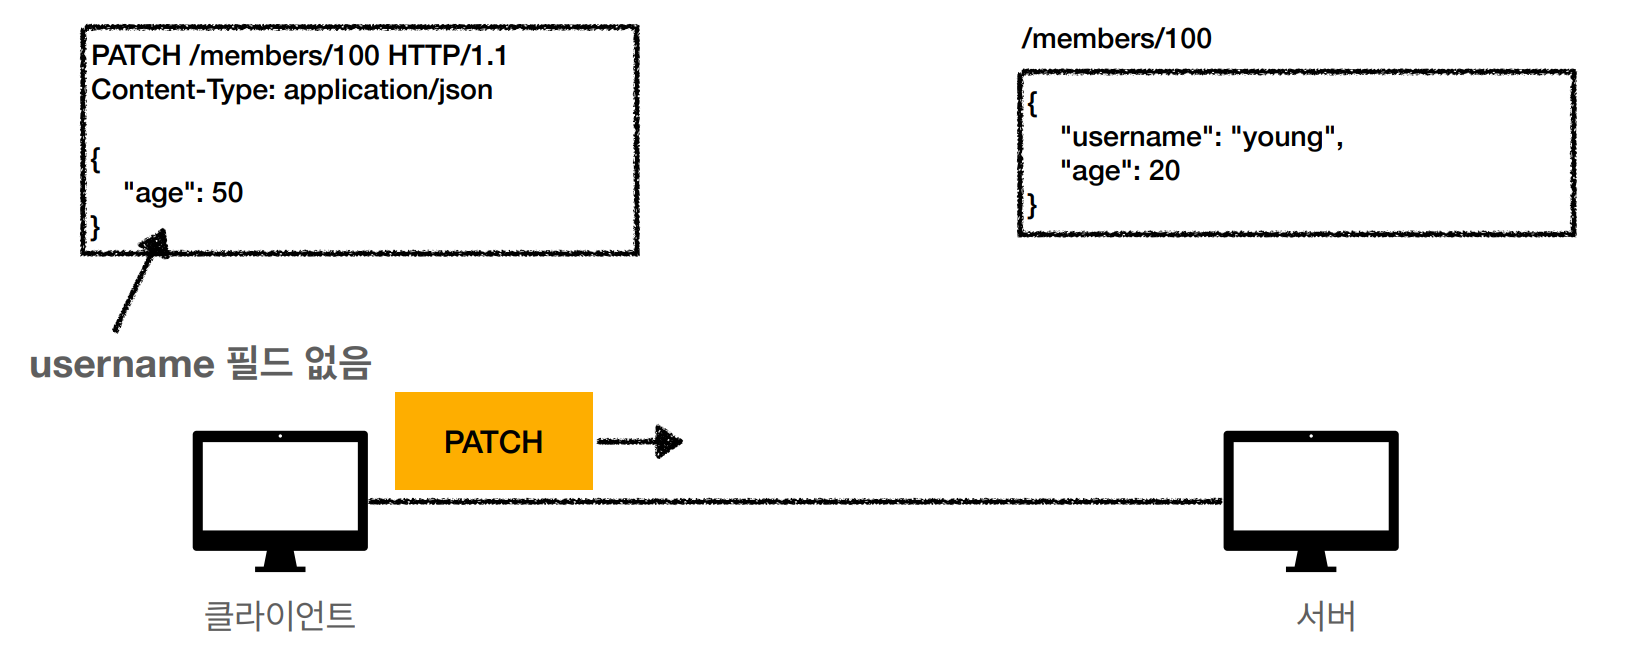 PATCH /members/100 HTTP/1.1
Content-Type: application/json
{
"age": 50
}
username 필드 없음
/members/100
{
"username": "young",
"age": 20
}
PATCH
클라이언트
서버